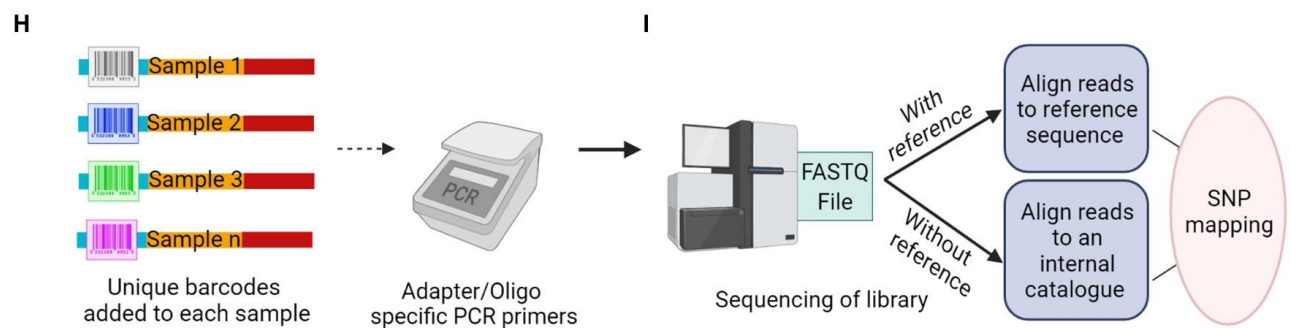 H
Sample 1
Sample 2
Sample 3
Sample n
Unique barcodes
added to each sample
PCR
Adapter/Oligo
specific PCR primers
I
FASTQ
File
Sequencing of library
With
reference
Without
reference
Align reads
to reference
sequence
Align reads
to an
internal
catalogue
SNP
mapping